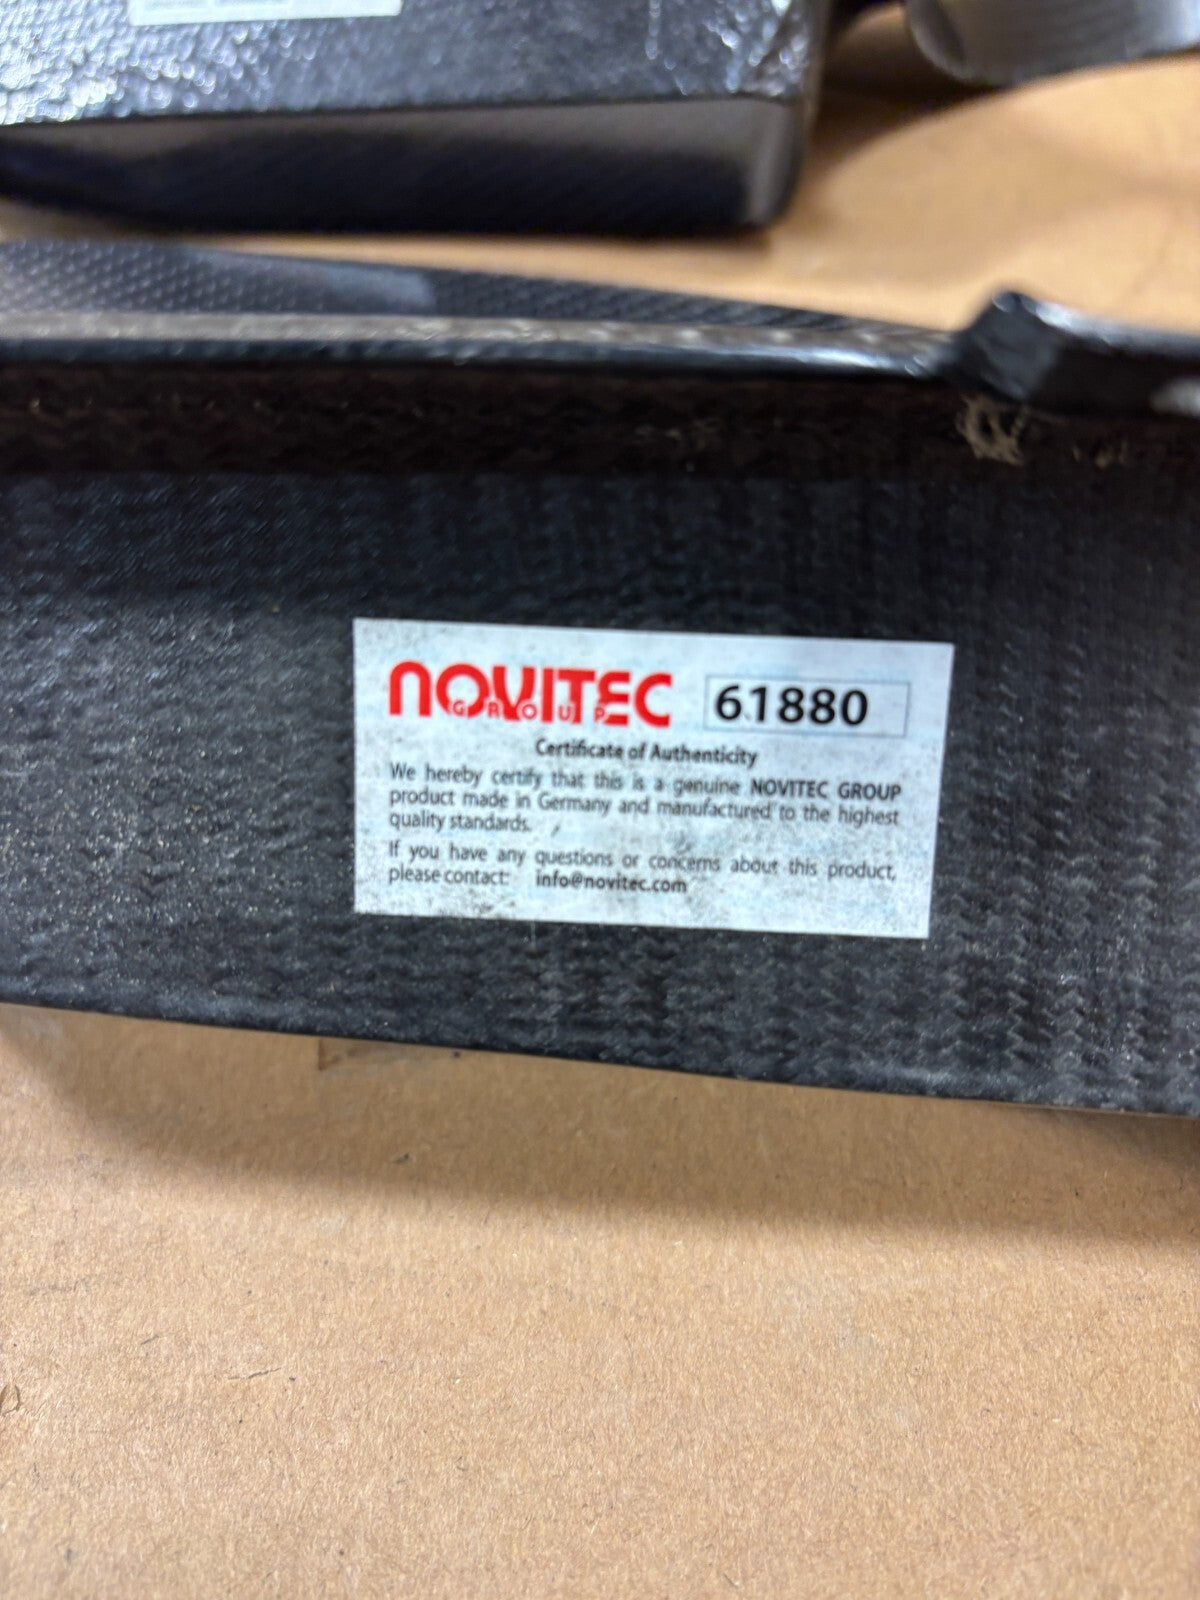 NOVITEC 61880
GROUP
Certificate of Authenticity
We hereby certify that this is a genuine NOVITEC GROUP
product made in Germany and manufactured to the highest
quality standards.
If you have any questions or concerns about this product,
please contact: info@novitec.com